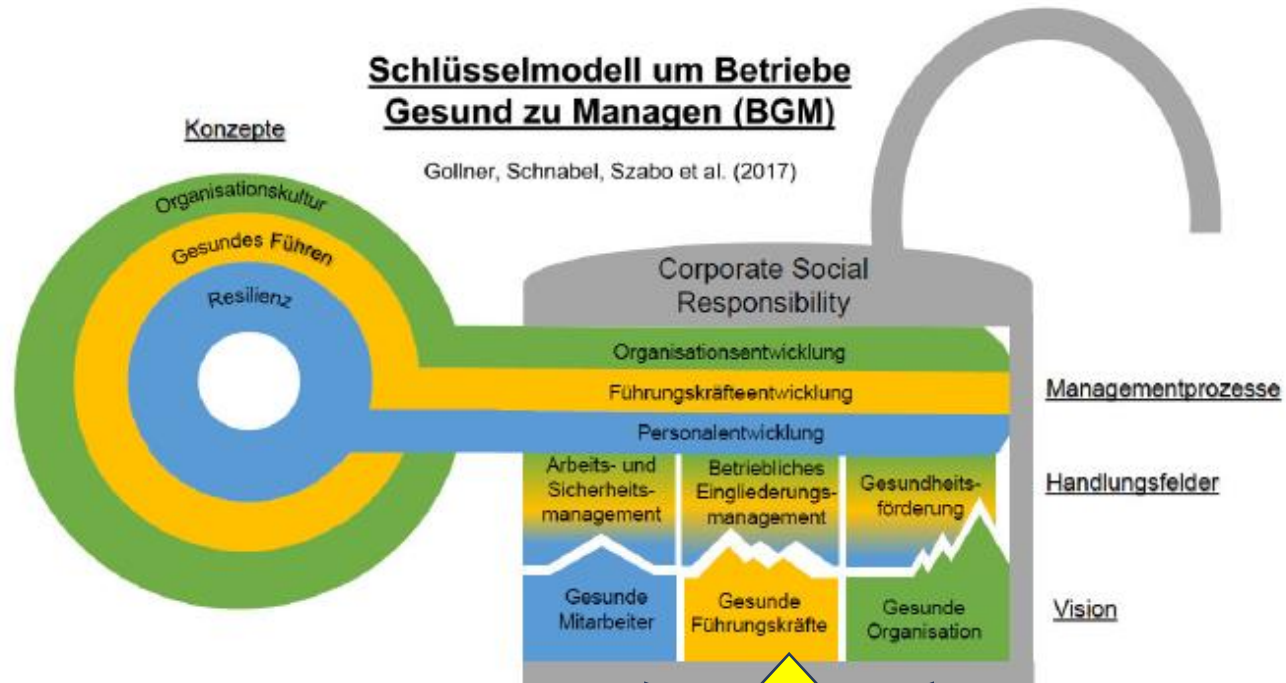 Schlüsselmodell um Betriebe
Gesund zu Managen (BGM)
Konzepte
Gollner, Schnabel, Szabo et al. (2017)
Organisationskultur
Gesundes Führen
Resilienz
Corporate Social
Responsibility
Organisationsentwicklung
Führungskräfteentwicklung
Personalentwicklung
Managementprozesse
Arbeits- und
Sicherheits-
management
Betriebliches
Eingliederungs-
management
Gesundheits-
förderung
Handlungsfelder
Gesunde
Mitarbeiter
Gesunde
Führungskräfte
Gesunde
Organisation
Vision